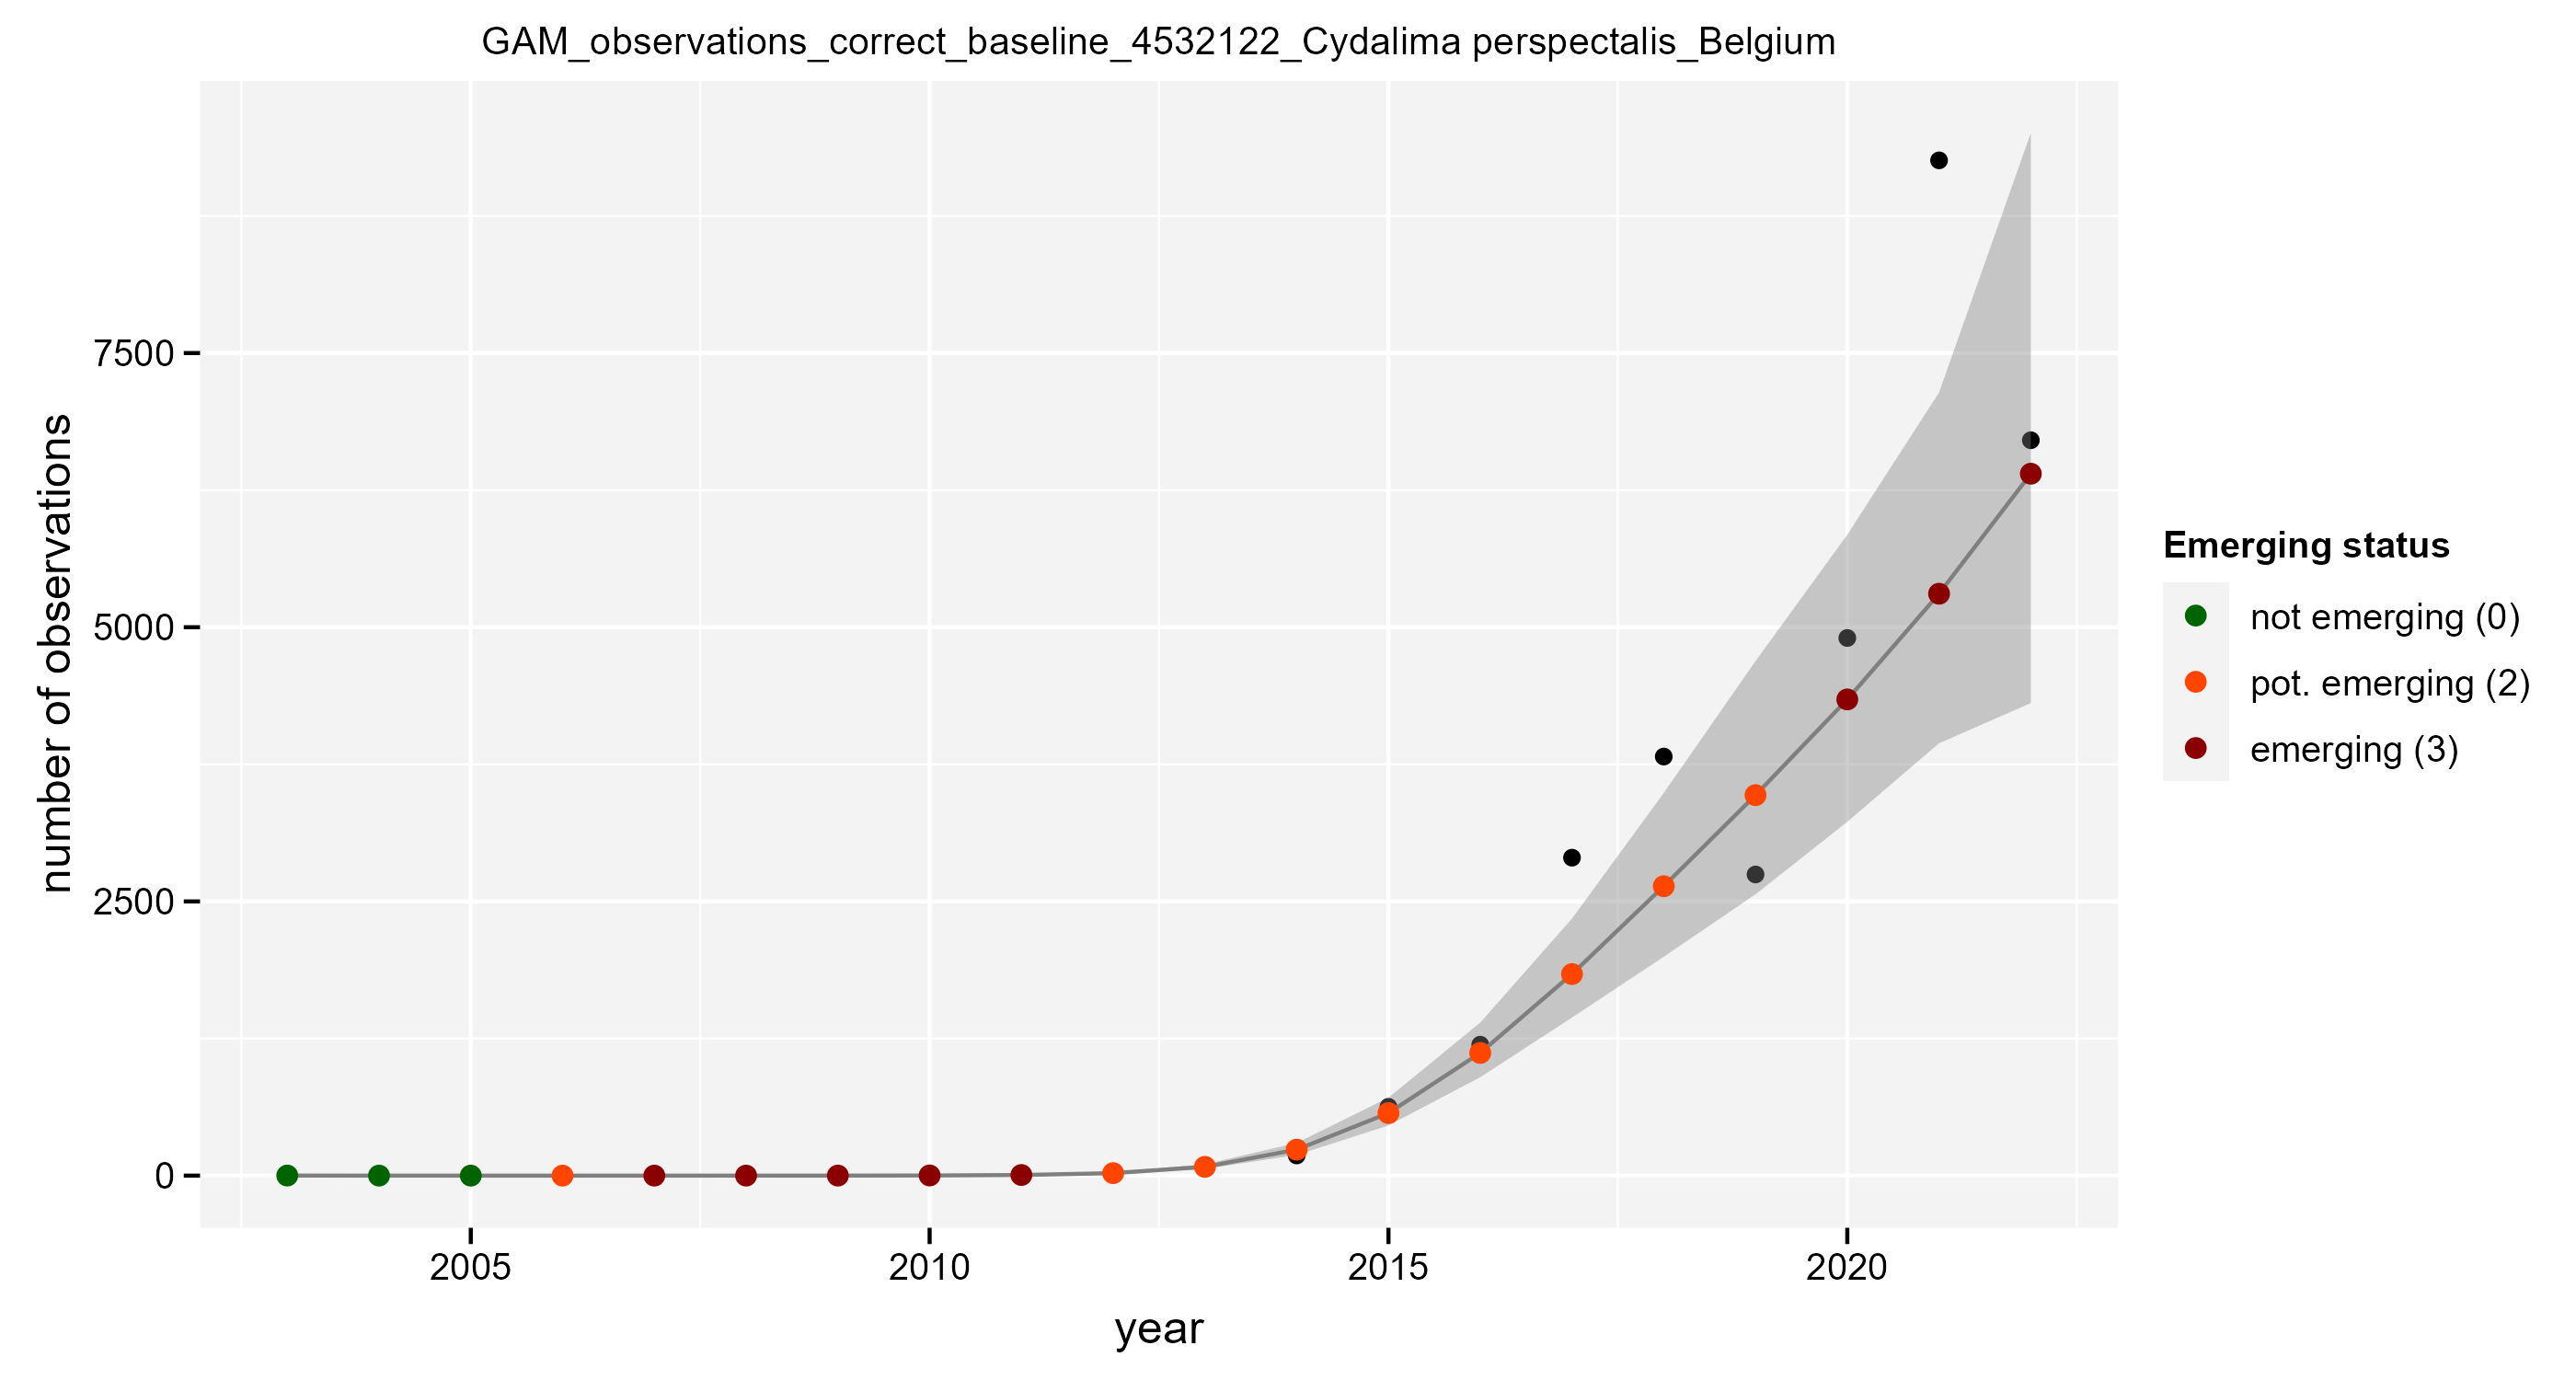 GAM_observations_correct_baseline_4532122_Cydalima perspectalis_Belgium
number of observations
7500
5000
2500
0
2005
2010
2015
2020
year
Emerging status
not emerging (0)
pot. emerging (2)
emerging (3)